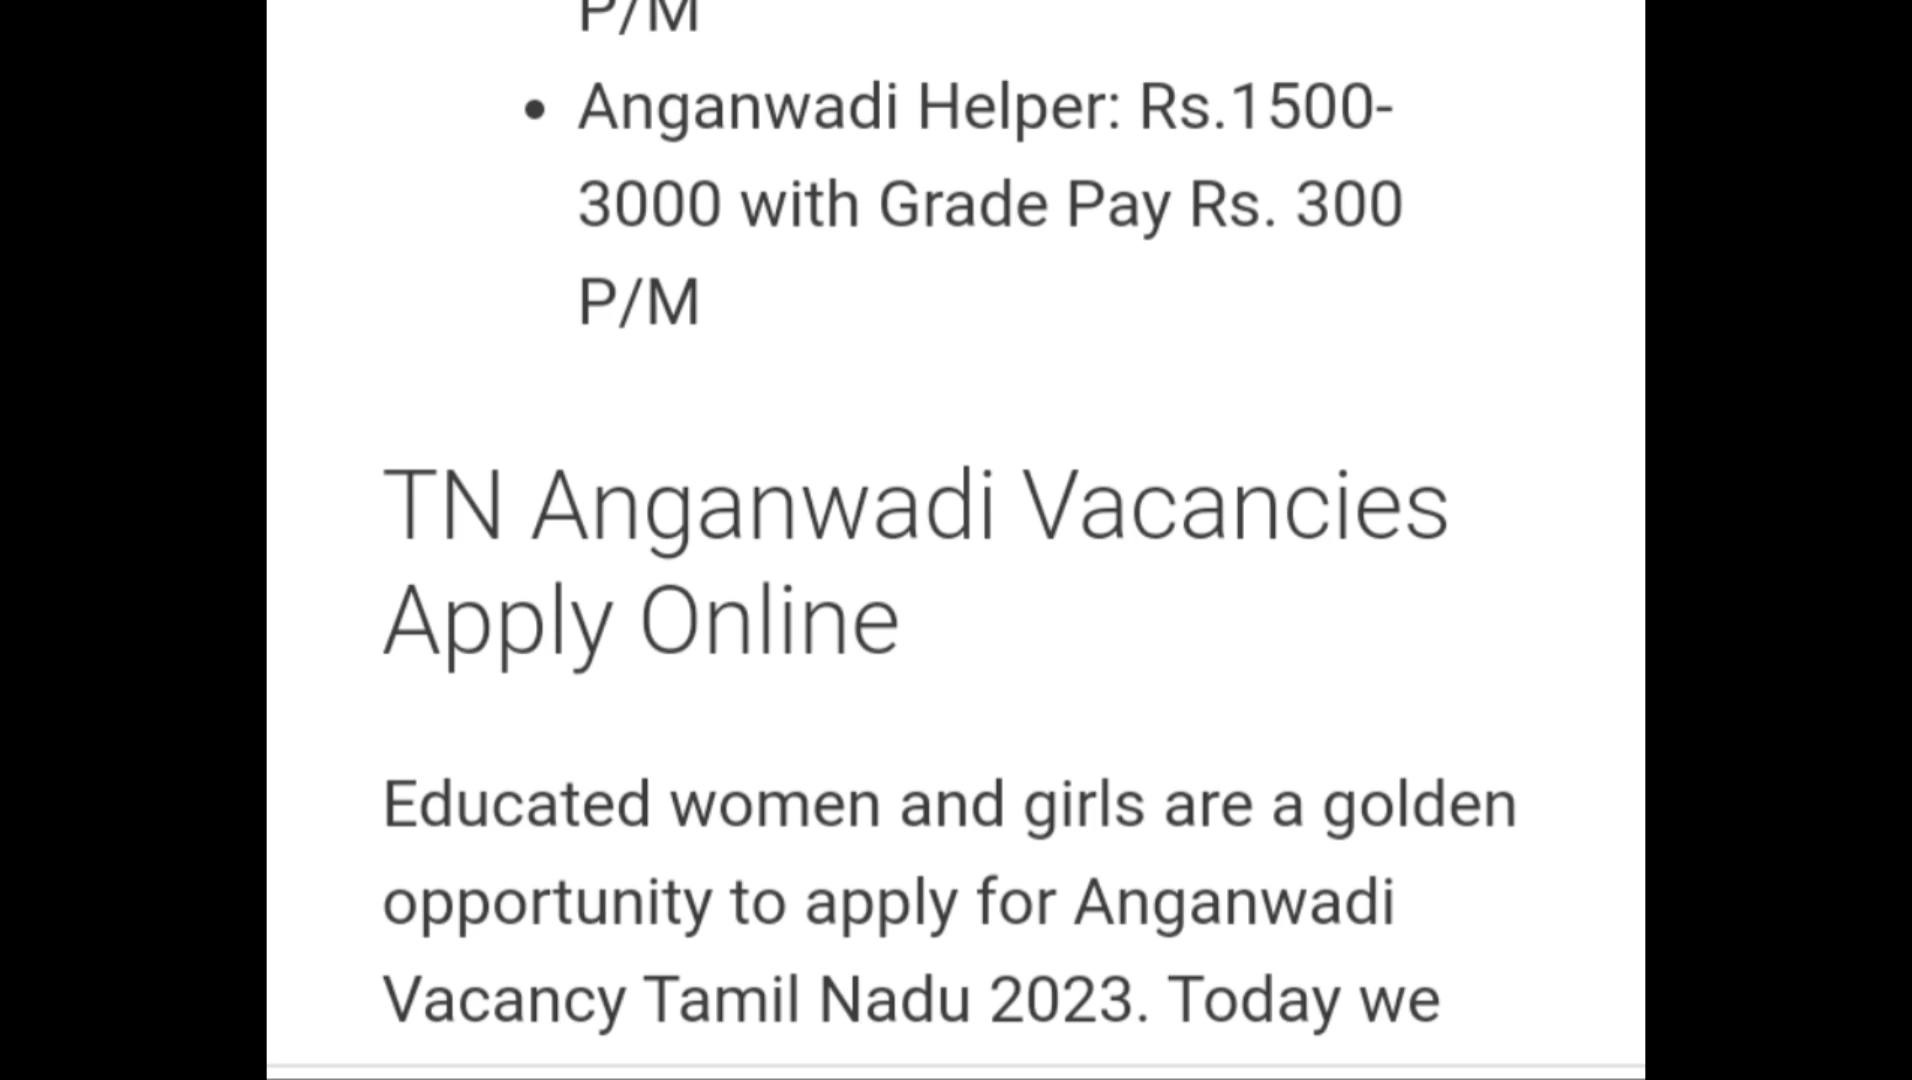 P/M
• Anganwadi Helper: Rs.1500-
3000 with Grade Pay Rs. 300
P/M
TN Anganwadi Vacancies
Apply Online
Educated women and girls are a golden
opportunity to apply for Anganwadi
Vacancy Tamil Nadu 2023. Today we